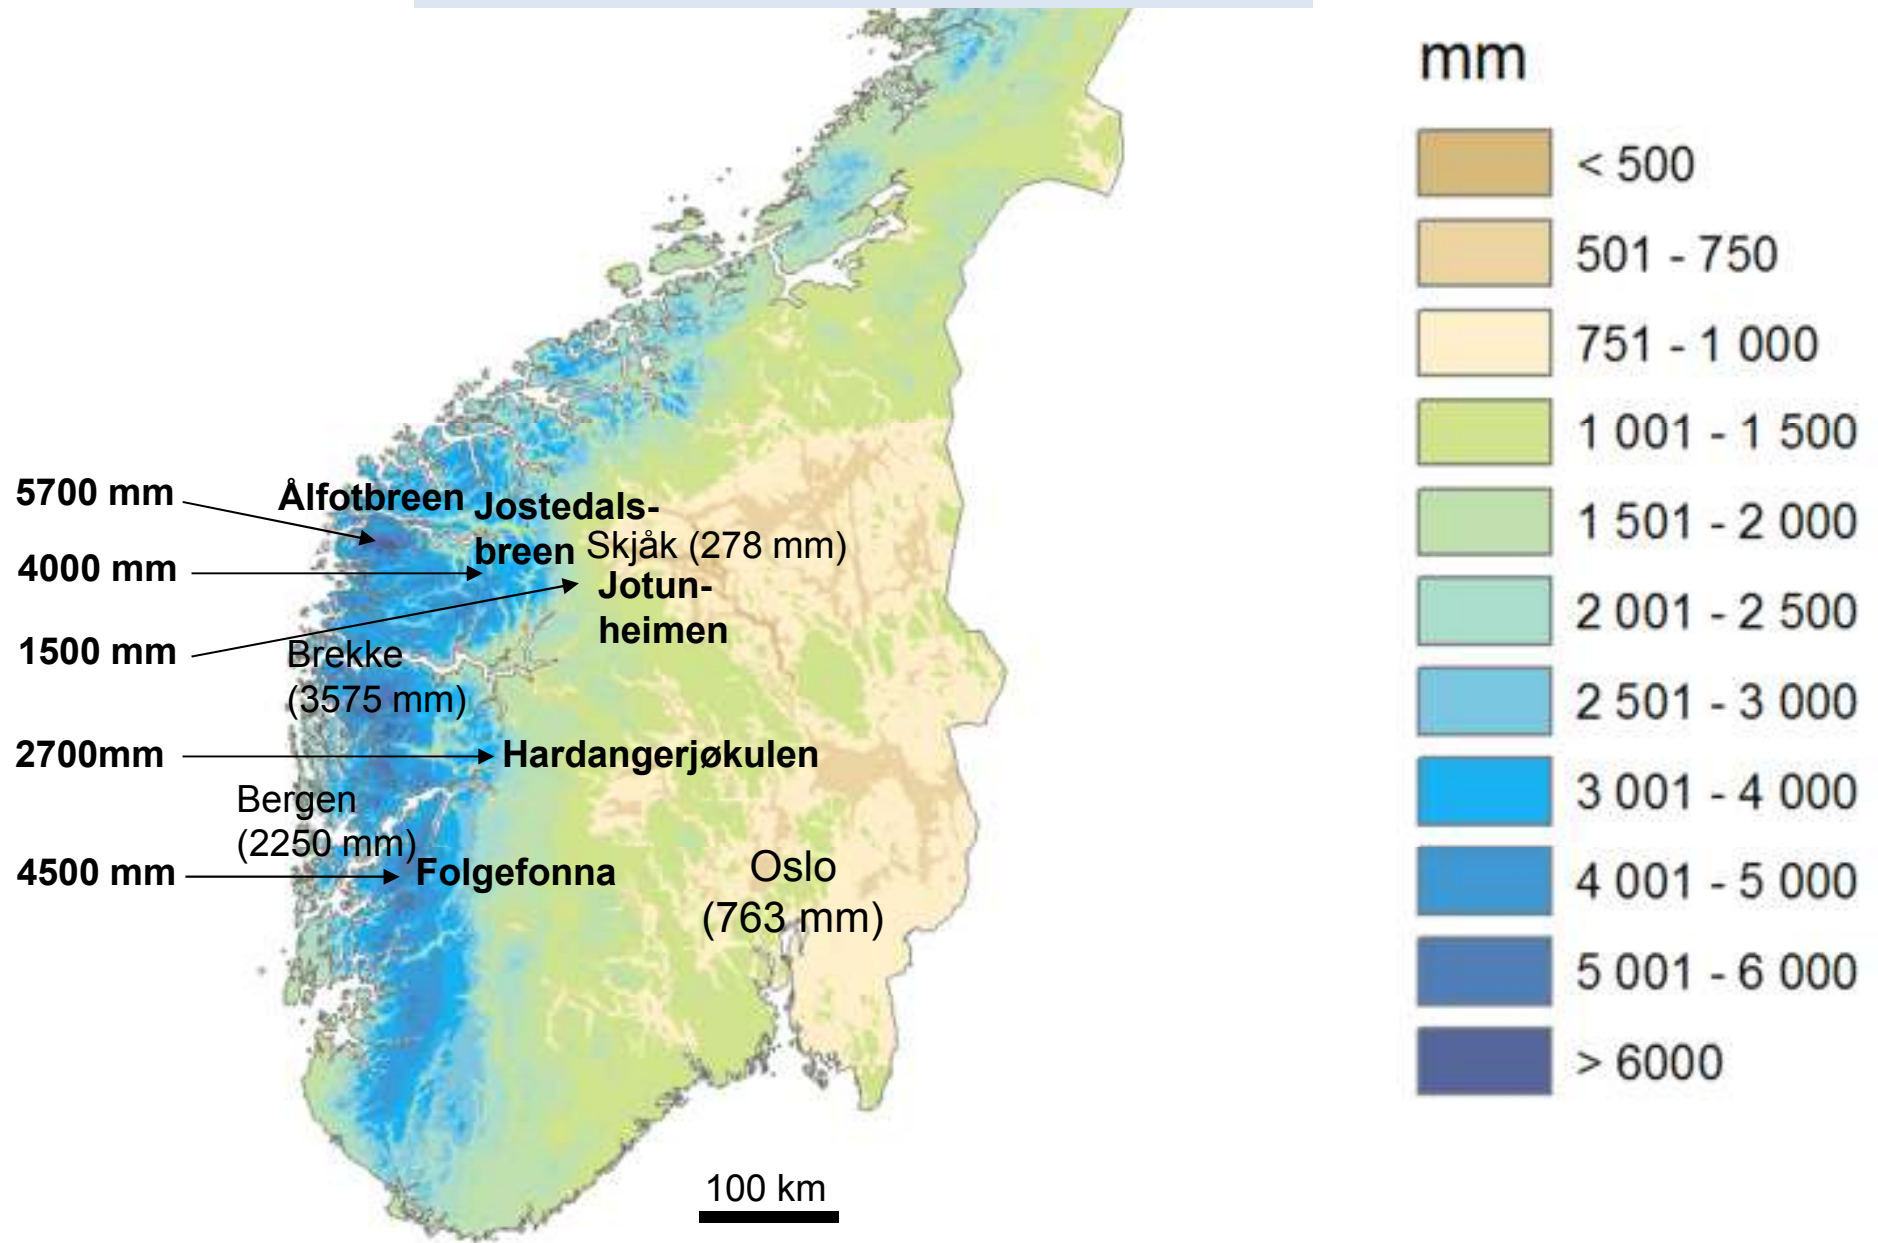 mm
< 500
501 - 750
751 - 1 000
1 001 - 1 500
1 501 - 2 000
2 001 - 2 500
2 501 - 3 000
3 001 - 4 000
4 001 - 5 000
5 001 - 6 000
> 6000
5700 mm
Ålfotbreen
Jostedals-
breen
Skjåk (278 mm)
4000 mm
Jotun-
heimen
1500 mm
Brekke
(3575 mm)
2700mm
Hardangerjøkulen
Bergen
(2250 mm)
4500 mm
Folgefonna
Oslo
(763 mm)
100 km